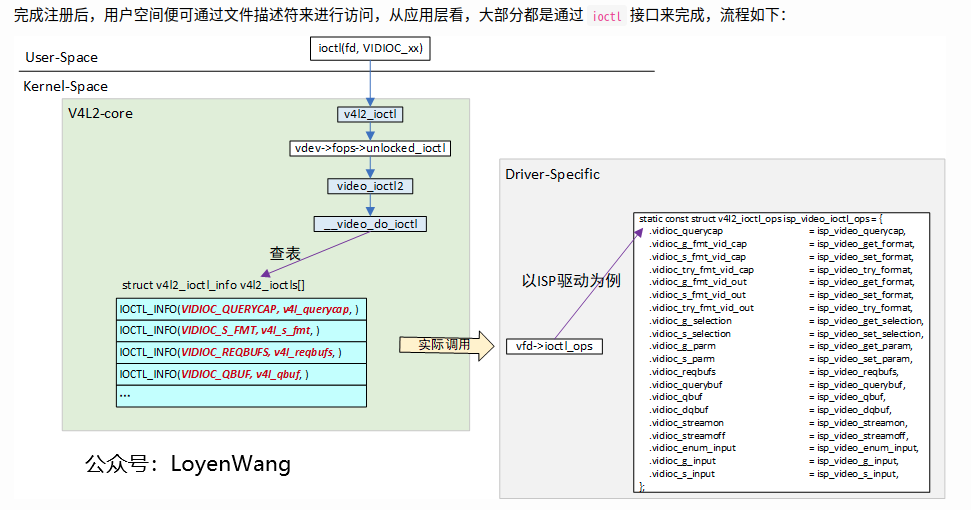 完成注册后，用户空间便可通过文件描述符来进行访问，从应用层看，大部分都是通过 ioctl 接口来完成，流程如下：
ioctl(fd, VIDIOC_xx)
User-Space
Kernel-Space
V4L2-core
v4l2_ioctl
vdev->fops->unlocked_ioctl
video_ioctl2
__video_do_ioctl
查表
struct v4l2_ioctl_info v4l2_ioctls[]
IOCTL_INFO(VIDIOC_QUERYCAP, v4l_querycap, )
IOCTL_INFO(VIDIOC_S_FMT,v4l_s_fmt, )
IOCTL_INFO(VIDIOC_REQBUFS, v4l_reqbufs, )
IOCTL_INFO(VIDIOC_QBUF, v4l_qbuf, )
...
公众号：LoyenWang
实际调用
Driver-Specific
以ISP驱动为例
vfd->ioctl_ops
static const struct v4l2_ioctl_ops isp_video_ioctl_ops = {
.vidioc_querycap = isp_video_querycap,
.vidioc_g_fmt_vid_cap = isp_video_get_format,
.vidioc_s_fmt_vid_cap = isp_video_set_format,
.vidioc_try_fmt_vid_cap = isp_video_try_format,
.vidioc_g_fmt_vid_out = isp_video_get_format,
.vidioc_s_fmt_vid_out = isp_video_set_format,
.vidioc_try_fmt_vid_out = isp_video_try_format,
.vidioc_g_selection = isp_video_get_selection,
.vidioc_s_selection = isp_video_set_selection,
.vidioc_g_parm = isp_video_get_param,
.vidioc_s_parm = isp_video_set_param,
.vidioc_reqbufs = isp_video_reqbufs,
.vidioc_querybuf = isp_video_querybuf,
.vidioc_qbuf = isp_video_qbuf,
.vidioc_dqbuf = isp_video_dqbuf,
.vidioc_streamon = isp_video_streamon,
.vidioc_streamoff = isp_video_streamoff,
.vidioc_enum_input = isp_video_enum_input,
.vidioc_g_input = isp_video_g_input,
.vidioc_s_input = isp_video_s_input,
};